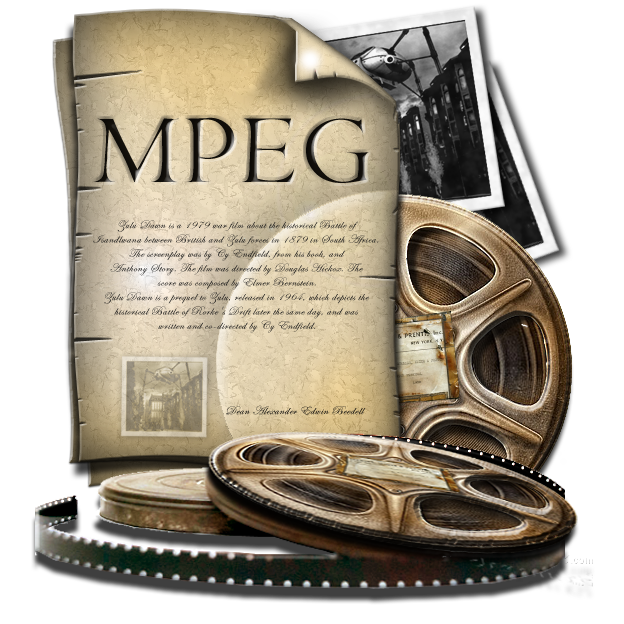 MPEG
Zulu Dawn is a 1979 war film about the historical Battle of
Isandlwana between British and Zulu forces in 1879 in South Africa.
The screenplay was by Cy Endfield, from his book, and
Anthony Story. The film was directed by Douglas Hickox. The
score was composed by Elmer Bernstein.
Zulu Dawn is a prequel to Zulu, released in 1964, which depicts the
historical Battle of Rorke's Drift later the same day, and was
written and co-directed by Cy Endfield.
Dean Alexander Edwin Beedell
PRENTIS Inc
NEW YORK, N.Y
.com